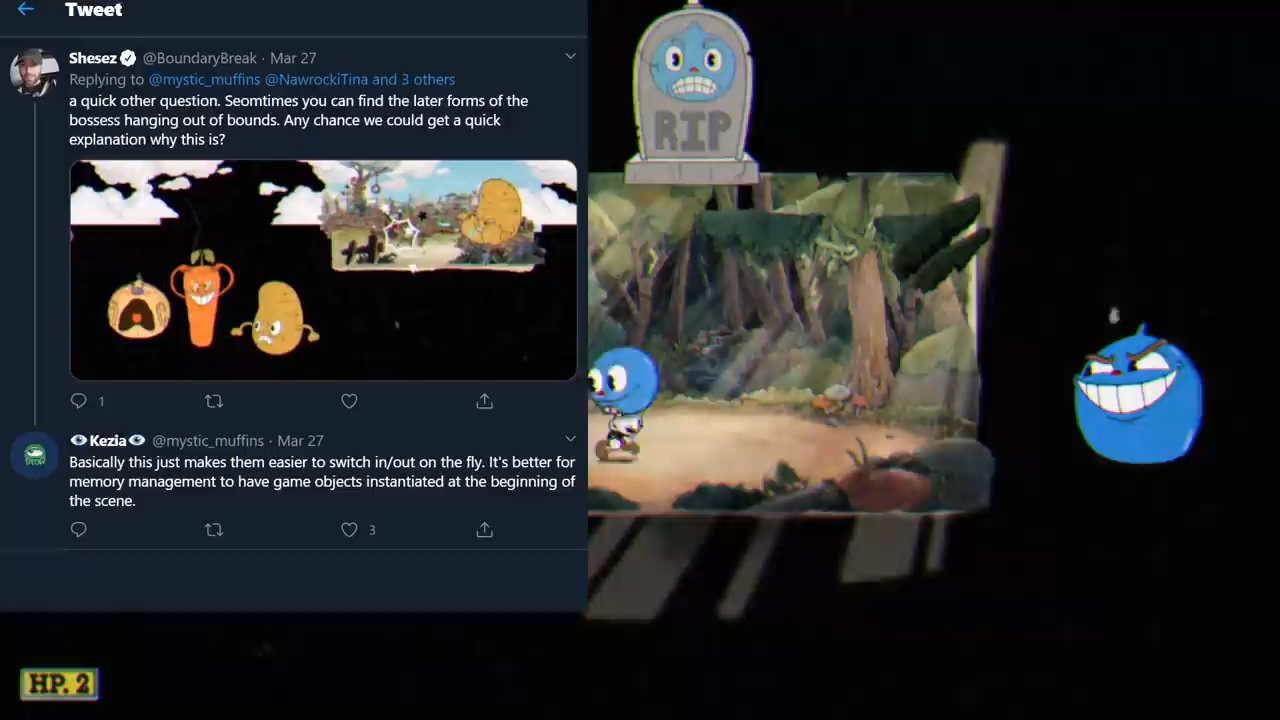 Tweet
Shesez @BoundaryBreak · Mar 27
Replying to @mystic_muffins @NawrockiTina and 3 others
a quick other question. Seomtimes you can find the later forms of the
bossess hanging out of bounds. Any chance we could get a quick
explanation why this is?
1
👁Kezia👁 @mystic_muffins · Mar 27
Basically this just makes them easier to switch in/out on the fly. It's better for
memory management to have game objects instantiated at the beginning of
the scene.
3
RIP
HP. 2